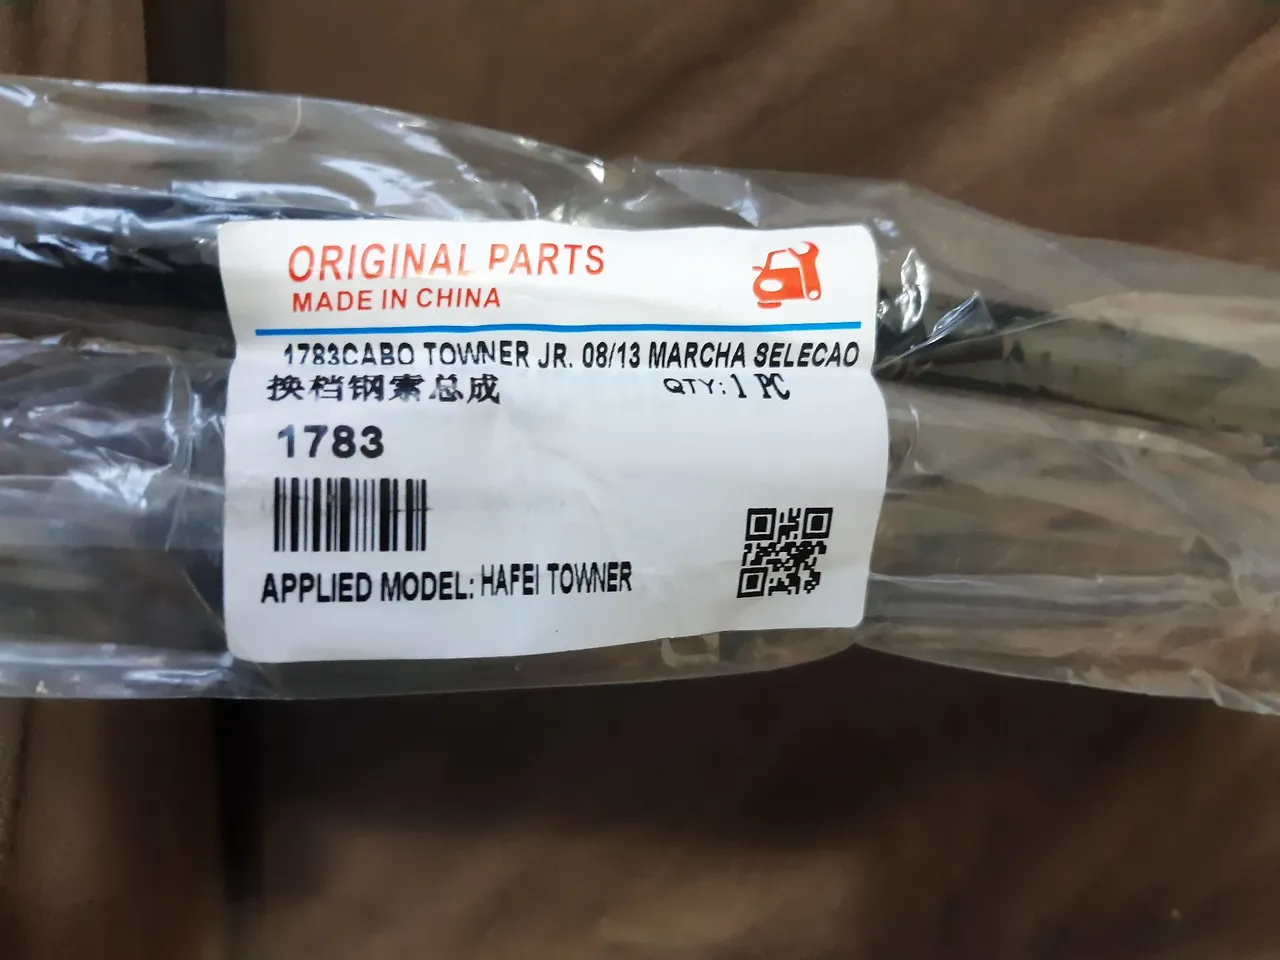 ORIGINAL PARTS
MADE IN CHINA
1783CABO TOWNER JR. 08/13 MARCHA SELECAO
换档钢索总成 QTY:1 PC
1783
APPLIED MODEL: HAFEI TOWNER